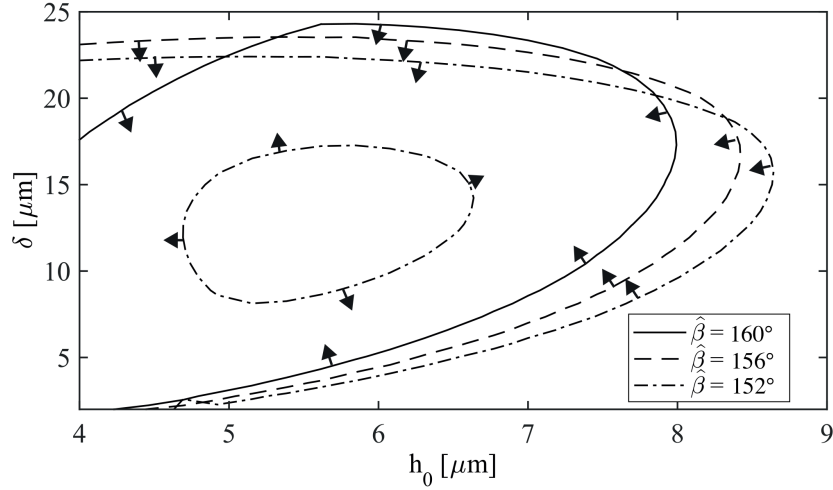 25
20
15
10
5
δ [μm]
β̂ = 160°
β̂ = 156°
β̂ = 152°
4 5 6 7 8 9
h₀ [μm]